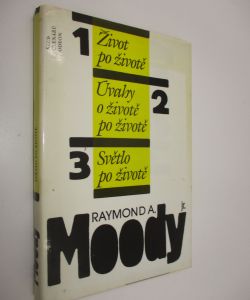 1 Život
po životě
Úvahy
o životě 2
po životě
3 Světlo
po životě
RAYMOND A.
Moody jr.